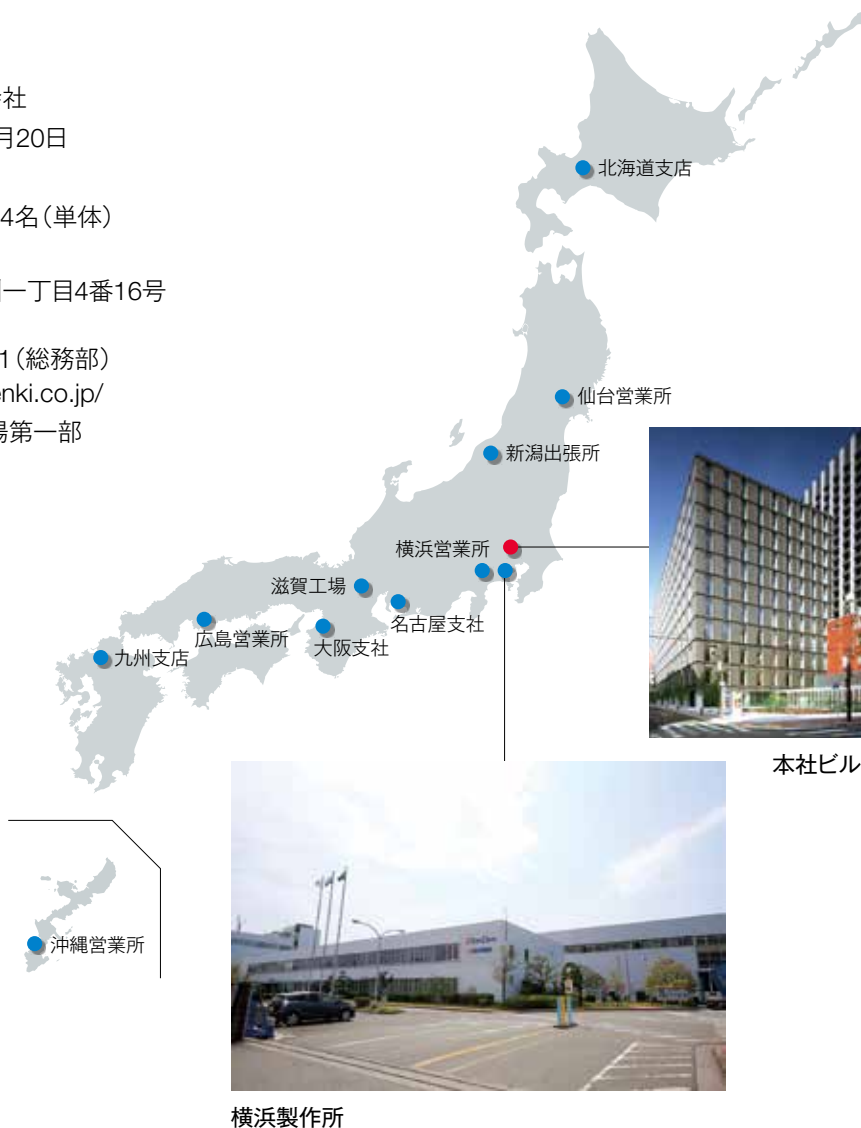 社
月20日
4名（単体）
一丁目4番16号
1（総務部）
enki.co.jp/
場第一部
北海道支店
仙台営業所
新潟出張所
横浜営業所
滋賀工場
名古屋支社
広島営業所
大阪支社
九州支店
本社ビル
沖縄営業所
横浜製作所